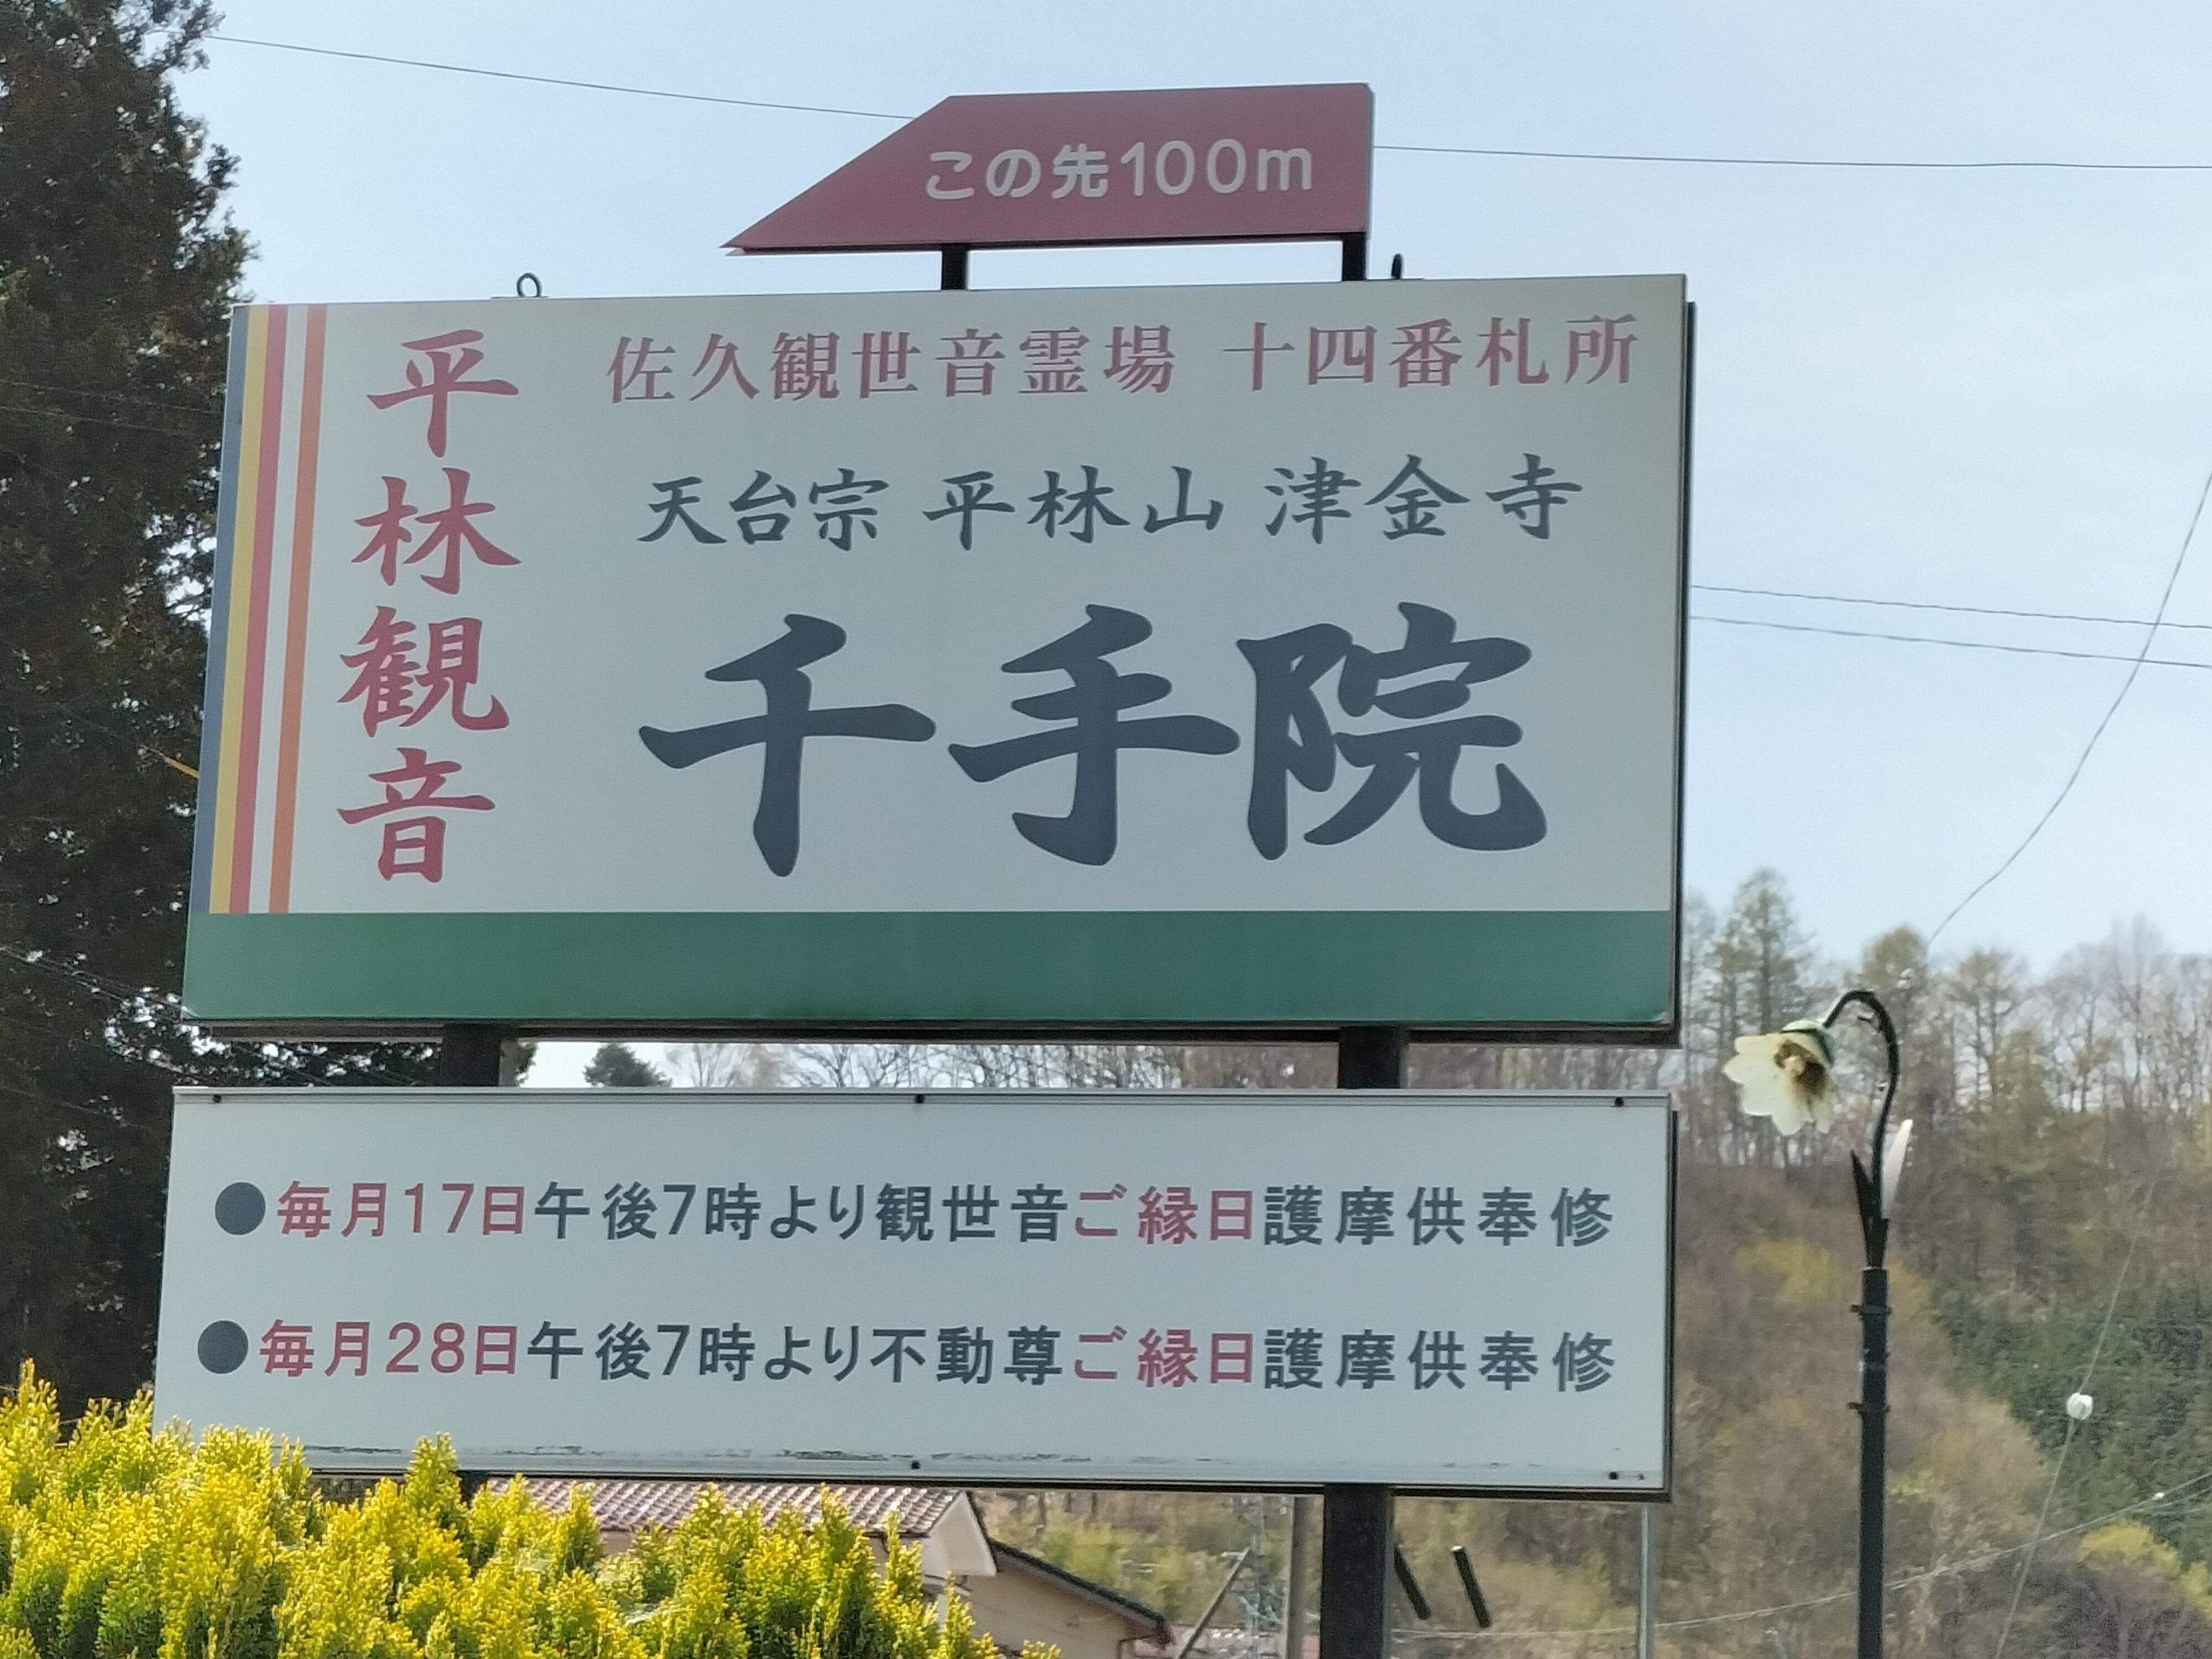 この先100m
佐久観世音霊場 十四番札所
平林観音
天台宗 平林山 津金寺
千手院
●毎月17日午後7時より観世音ご縁日護摩供奉修
●毎月28日午後7時より不動尊ご縁日護摩供奉修